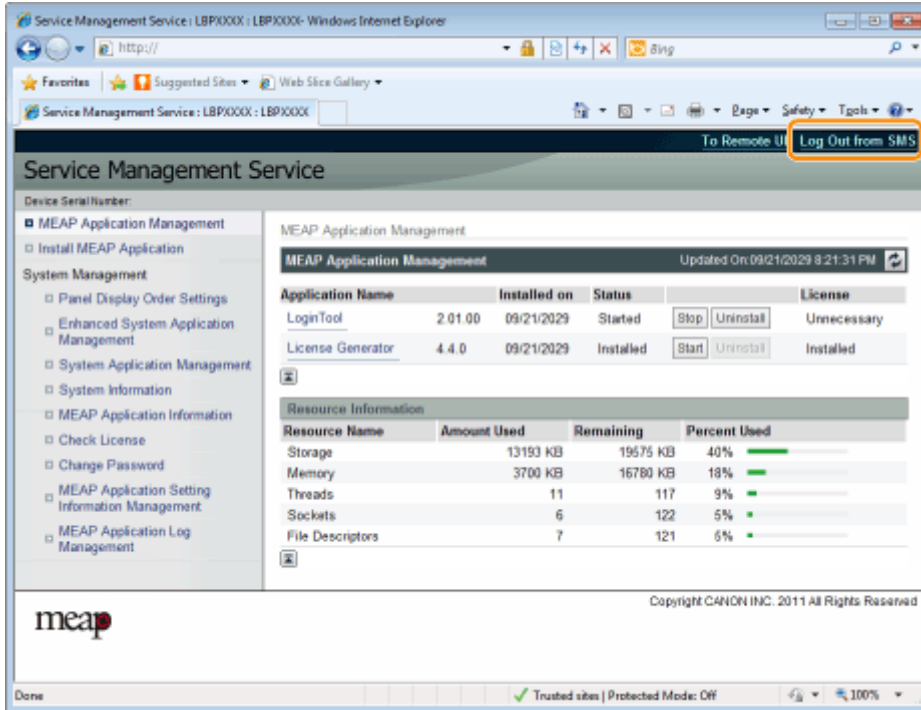 Service Management Service : LBPXXXX : LBPXXXX- Windows Internet Explorer
http://
Bing
Favorites Suggested Sites Web Slice Gallery
Service Management Service : LBPXXXX : LBPXXXX
Page Safety Tools
To Remote UI Log Out from SMS
Service Management Service
Device Serial Number:
MEAP Application Management
Install MEAP Application
System Management
Panel Display Order Settings
Enhanced System Application
Management
System Application Management
System Information
MEAP Application Information
Check License
Change Password
MEAP Application Setting
Information Management
MEAP Application Log
Management
MEAP Application Management
MEAP Application Management Updated On:09/21/2029 8:21:31 PM
Application Name Installed on Status License
LoginTool 2.01.00 09/21/2029 Started Stop Uninstall Unnecessary
License Generator 4.4.0 09/21/2029 Installed Start Uninstall Installed
Resource Information
Resource Name Amount Used Remaining Percent Used
Storage 13193 KB 19575 KB 40%
Memory 3700 KB 16780 KB 18%
Threads 11 117 9%
Sockets 6 122 5%
File Descriptors 7 121 6%
Copyright CANON INC. 2011 All Rights Reserved
meap
Done Trusted sites | Protected Mode: Off 100%